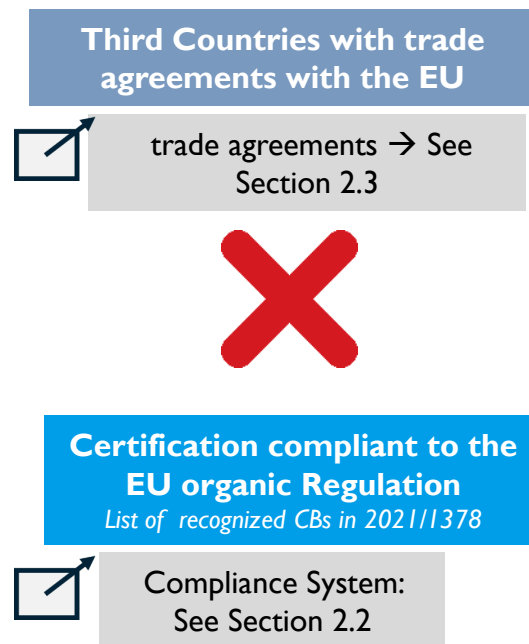 Third Countries with trade
agreements with the EU
trade agreements → See
Section 2.3
Certification compliant to the
EU organic Regulation
List of recognized CBs in 2021/1378
Compliance System:
See Section 2.2